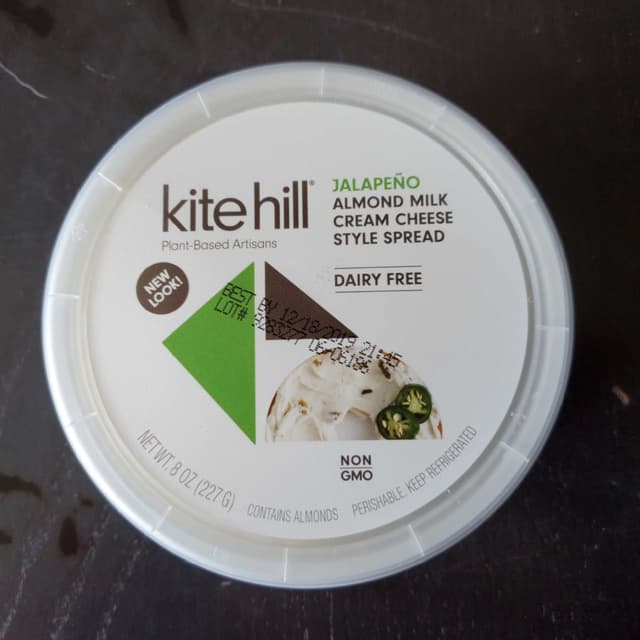 kite hill®
Plant-Based Artisans
JALAPEÑO
ALMOND MILK
CREAM CHEESE
STYLE SPREAD
DAIRY FREE
NEW
LOOK!
BEST BY 12/18/2019 21:45
LOT#
NON
GMO
NET WT. 8 OZ (227 G) CONTAINS ALMONDS PERISHABLE, KEEP REFRIGERATED